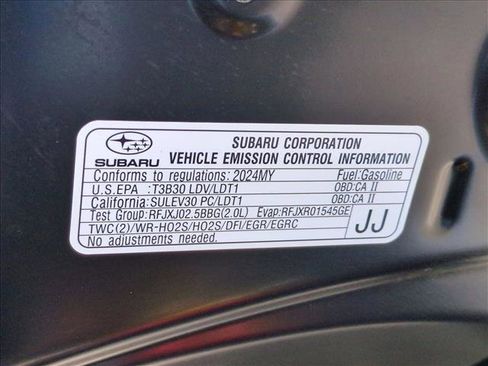 SUBARU CORPORATION
SUBARU VEHICLE EMISSION CONTROL INFORMATION
Conforms to regulations: 2024MY Fuel:Gasoline
U.S.EPA :T3B30 LDV/LDT1 OBD:CA II
California:SULEV30 PC/LDT1 OBD:CA II
Test Group:RFJXJ02.5BBG(2.0L) Evap:RFJXR01545GE
TWC(2)/WR-HO2S/HO2S/DFI/EGR/EGRC
No adjustments needed.
JJ